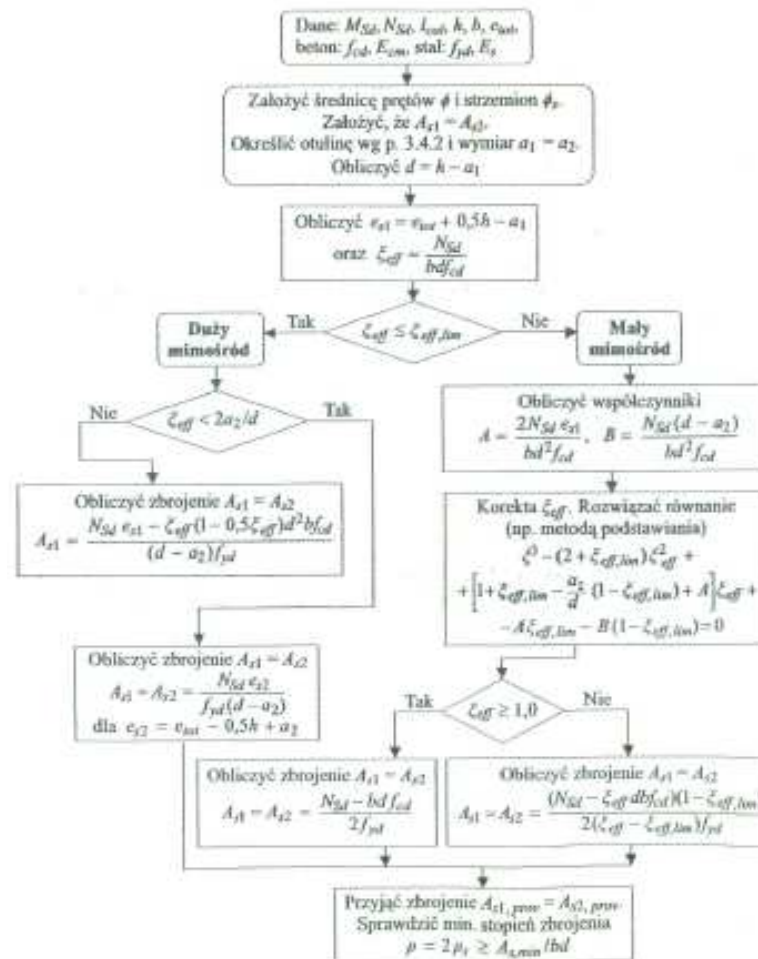 Dane: M_Sd, N_Sd, l_col, h, b, e_tot,
beton: f_cd, E_cm, stal: f_yd, E_s
Założyć średnicę prętów ϕ i strzemion ϕ_s.
Założyć, że A_s1 = A_s2.
Określić otulinę wg p. 3.4.2 i wymiar a_1 = a_2.
Obliczyć d = h − a_1
Obliczyć e_s1 = e_tot + 0,5h − a_1
oraz ξ_eff = N_Sd / bdf_cd
Tak
ξ_eff ≤ ξ_eff,lim
Nie
Duży
mimośród
Mały
mimośród
Nie
ξ_eff < 2a_2/d
Tak
Obliczyć zbrojenie A_s1 = A_s2
A_s1 = N_Sd e_s1 − ξ_eff(1 − 0,5ξ_eff)d²bf_cd / (d − a_2)f_yd
Obliczyć zbrojenie A_s1 = A_s2
A_s1 = A_s2 = N_Sd e_s2 / f_yd(d − a_2)
dla e_s2 = e_tot − 0,5h + a_2
Obliczyć współczynniki
A = 2N_Sd e_s1 / bd²f_cd, B = N_Sd(d − a_2) / bd²f_cd
Korekta ξ_eff. Rozwiązać równanie
(np. metodą podstawiania)
ξ³ − (2 + ξ_eff,lim)ξ²_eff +
+ [1 + ξ_eff,lim − a_2/d (1 − ξ_eff,lim) + A]ξ_eff +
− Aξ_eff,lim − B(1 − ξ_eff,lim) = 0
Tak
ξ_eff ≥ 1,0
Nie
Obliczyć zbrojenie A_s1 = A_s2
A_s1 = A_s2 = N_Sd − bdf_cd / 2f_yd
Obliczyć zbrojenie A_s1 = A_s2
A_s1 = A_s2 = (N_Sd − ξ_eff dbf_cd)(1 − ξ_eff,lim) / 2(ξ_eff − ξ_eff,lim)f_yd
Przyjąć zbrojenie A_s1,prov = A_s2,prov.
Sprawdzić min. stopień zbrojenia
ρ = 2ρ_s ≥ A_s,min/bd